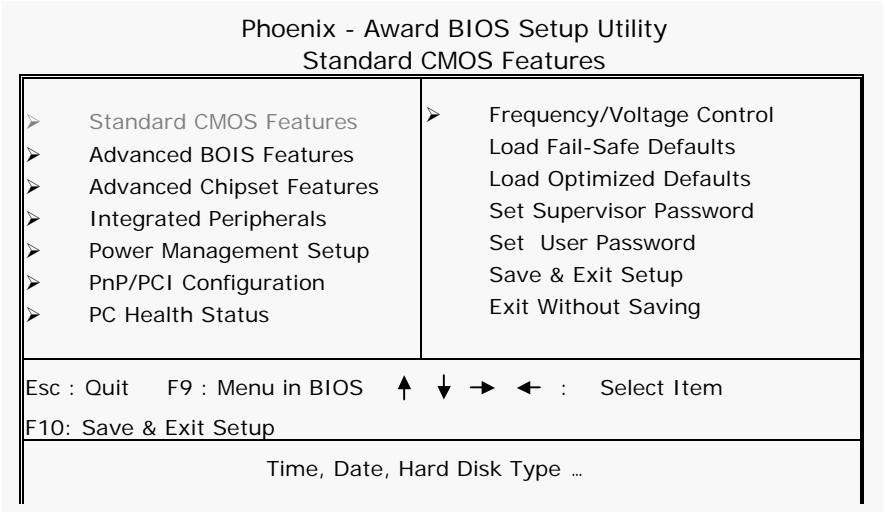 Phoenix - Award BIOS Setup Utility
Standard CMOS Features
➢ Standard CMOS Features
➢ Advanced BOIS Features
➢ Advanced Chipset Features
➢ Integrated Peripherals
➢ Power Management Setup
➢ PnP/PCI Configuration
➢ PC Health Status
➢ Frequency/Voltage Control
Load Fail-Safe Defaults
Load Optimized Defaults
Set Supervisor Password
Set User Password
Save & Exit Setup
Exit Without Saving
Esc : Quit F9 : Menu in BIOS ↑ ↓ → ← : Select Item
F10: Save & Exit Setup
Time, Date, Hard Disk Type …